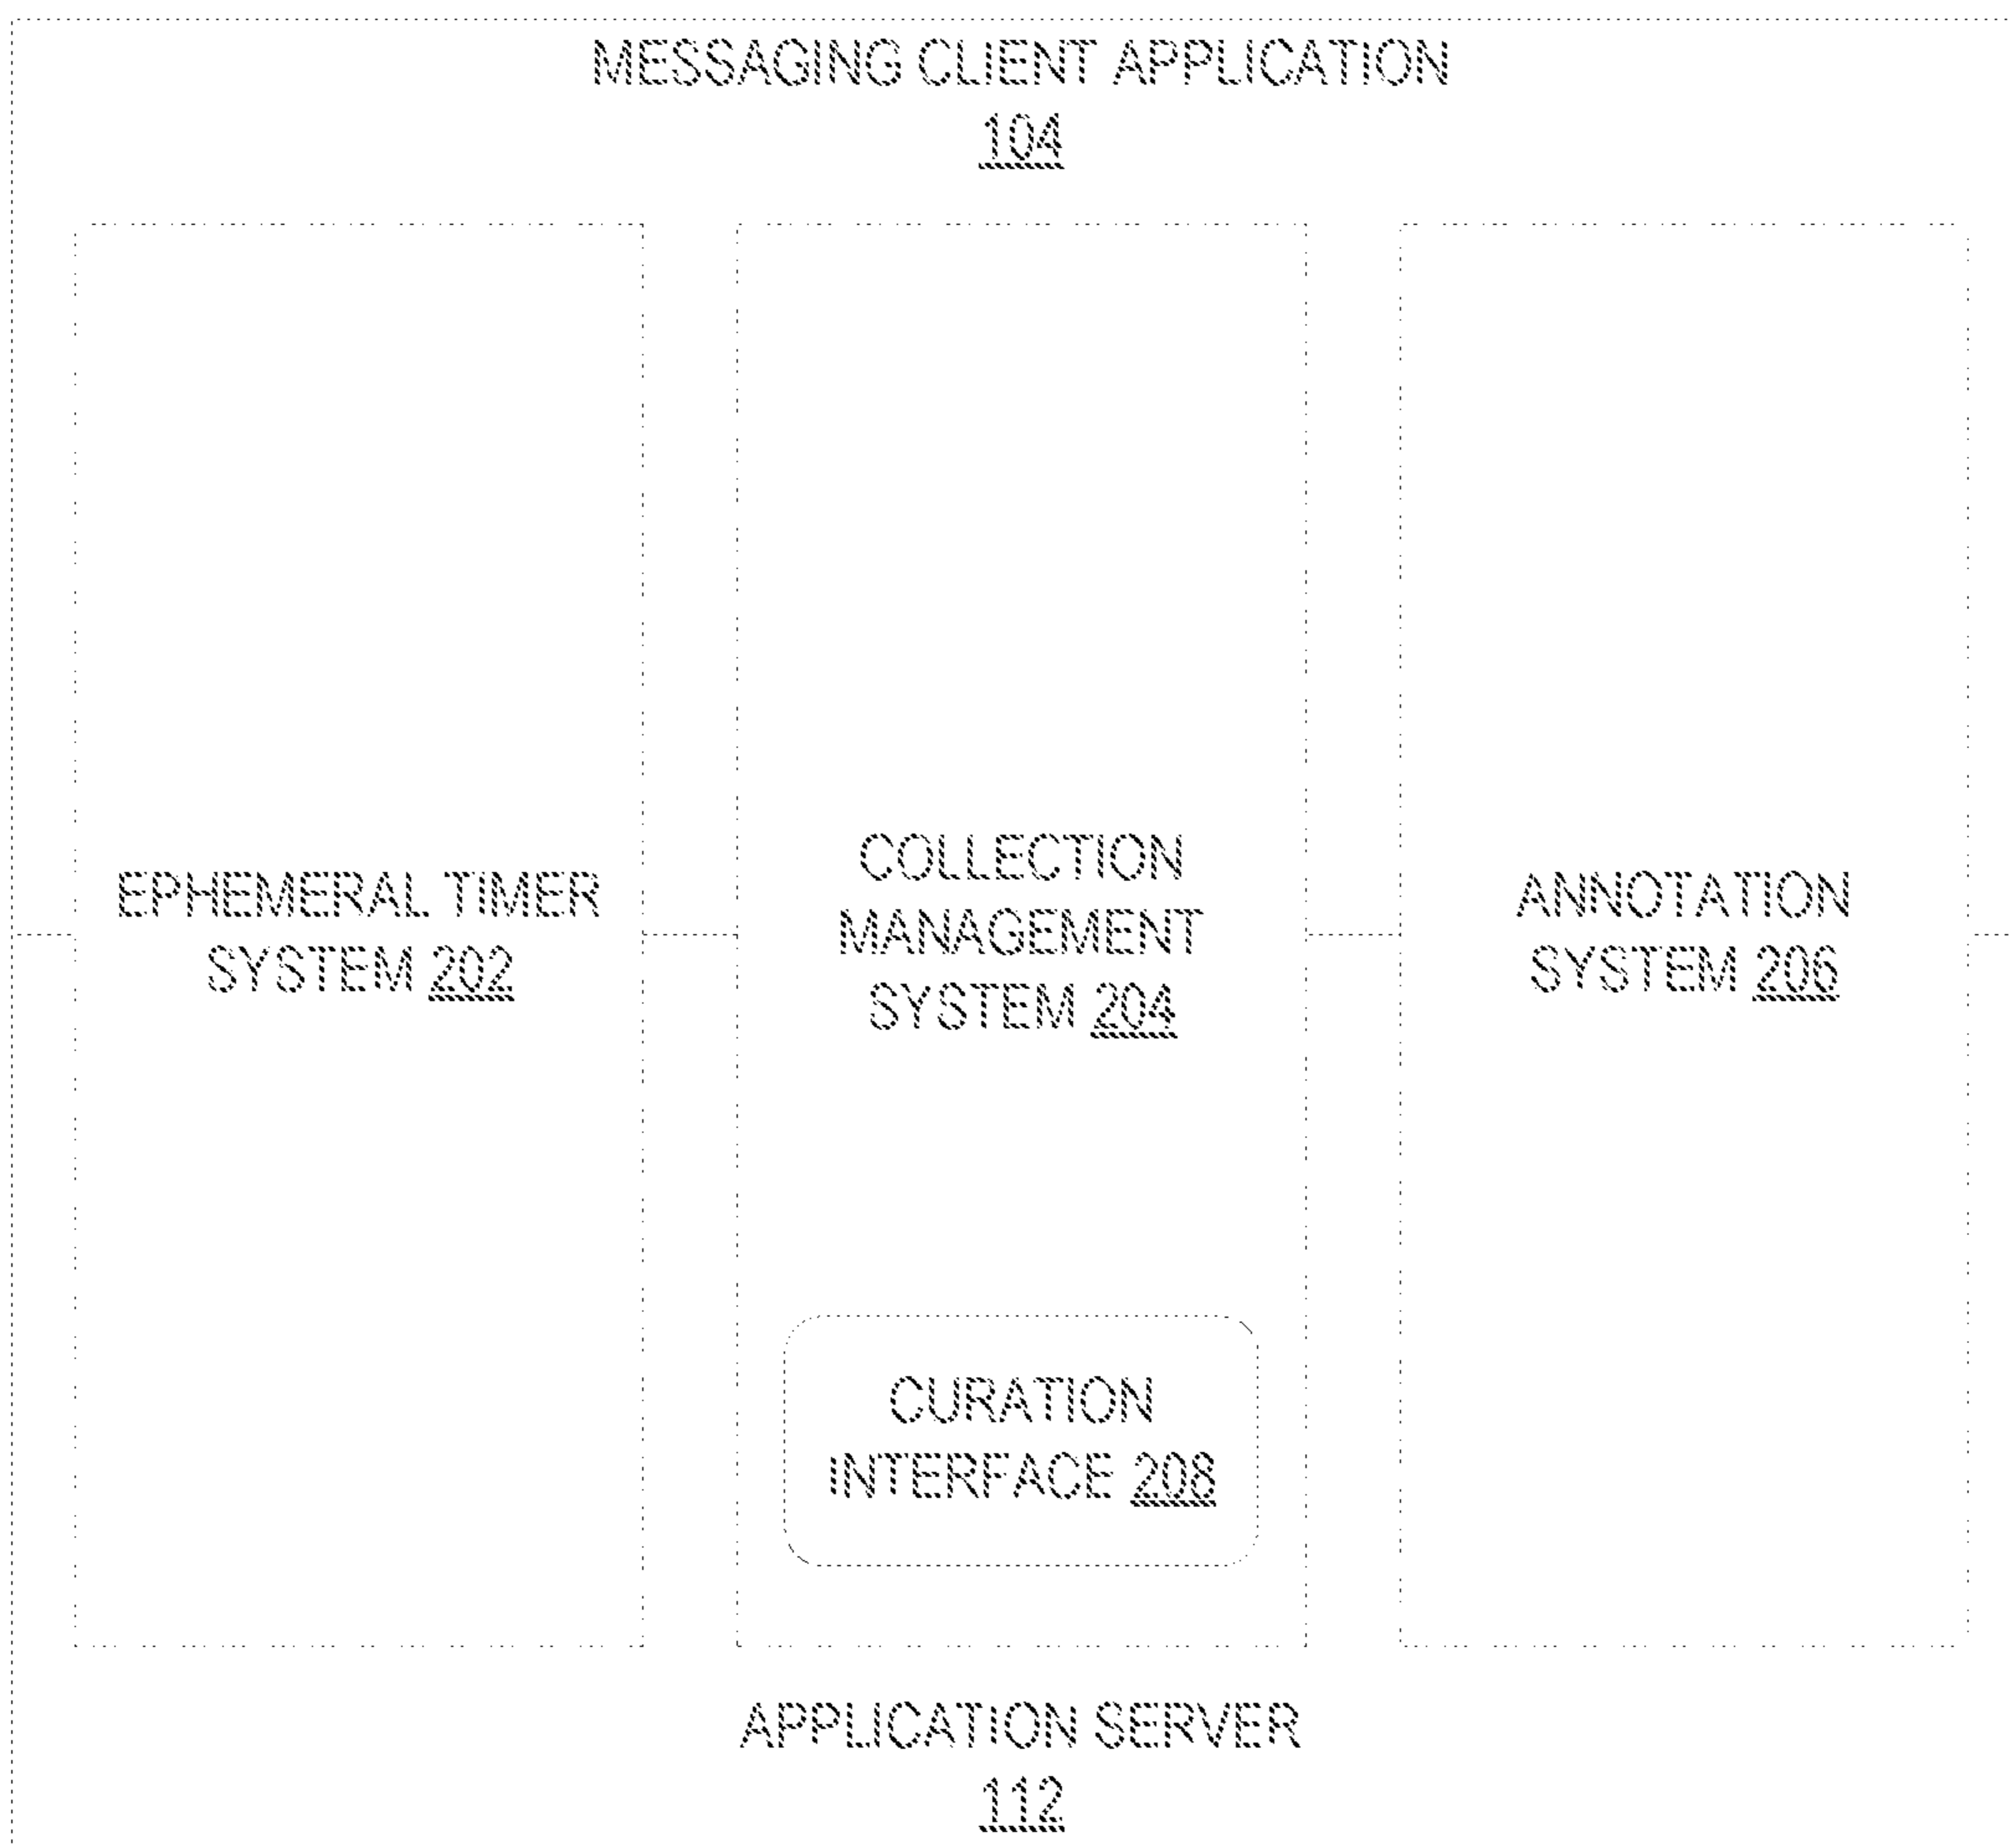 MESSAGING CLIENT APPLICATION
104
EPHEMERAL TIMER
SYSTEM 202
COLLECTION
MANAGEMENT
SYSTEM 204
ANNOTATION
SYSTEM 206
CURATION
INTERFACE 208
APPLICATION SERVER
112